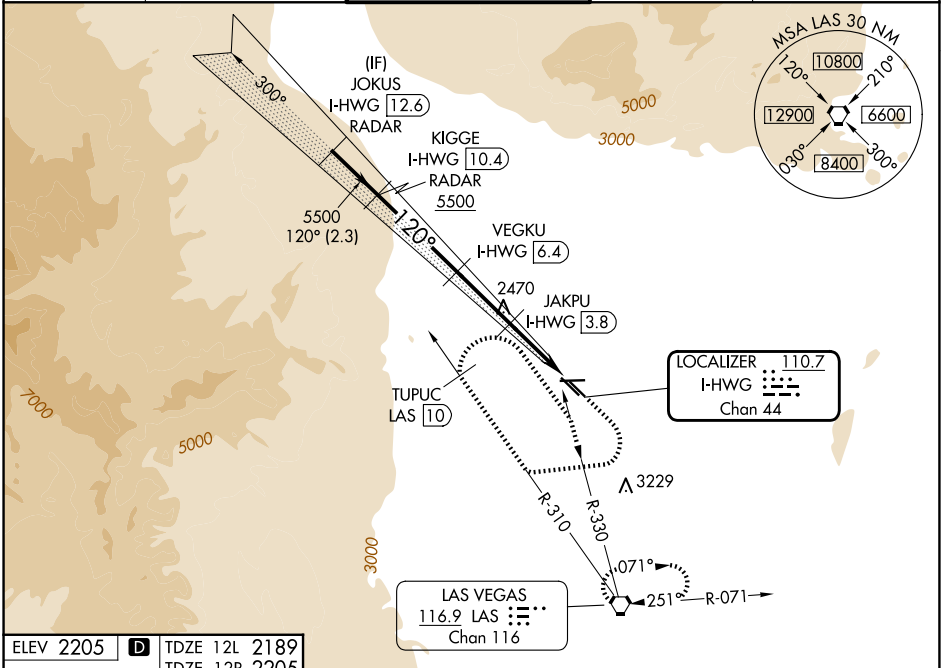 MSA LAS 30 NM
120°
10800
210°
12900
6600
030°
8400
300°
300°
(IF)
JOKUS
I-HWG 12.6
RADAR
KIGGE
I-HWG 10.4
RADAR
5500
5000
3000
5500
120° (2.3)
120°
VEGKU
I-HWG 6.4
2470
JAKPU
I-HWG 3.8
TUPUC
LAS 10
LOCALIZER 110.7
I-HWG
Chan 44
7000
5000
3000
3229
R-310
R-330
071°
251°
R-071
LAS VEGAS
116.9 LAS
Chan 116
ELEV 2205 D TDZE 12L 2189
TDZE 12R 2205